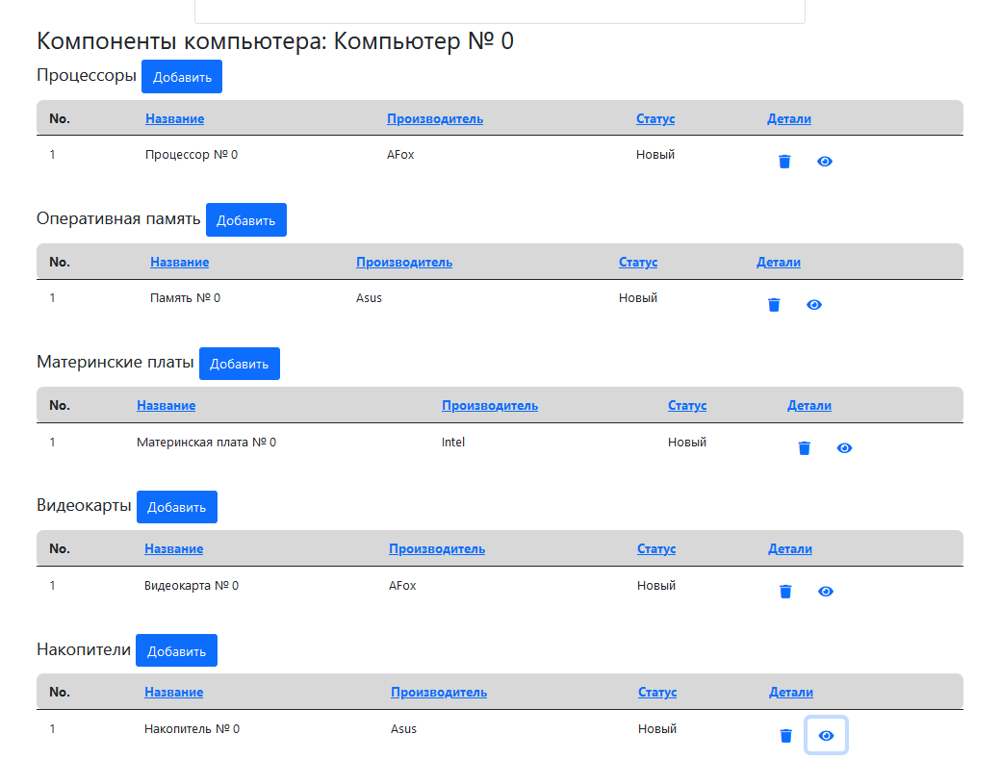 Компоненты компьютера: Компьютер № 0
Процессоры Добавить
No. Название Производитель Статус Детали
1 Процессор № 0 AFox Новый
Оперативная память Добавить
No. Название Производитель Статус Детали
1 Память № 0 Asus Новый
Материнские платы Добавить
No. Название Производитель Статус Детали
1 Материнская плата № 0 Intel Новый
Видеокарты Добавить
No. Название Производитель Статус Детали
1 Видеокарта № 0 AFox Новый
Накопители Добавить
No. Название Производитель Статус Детали
1 Накопитель № 0 Asus Новый